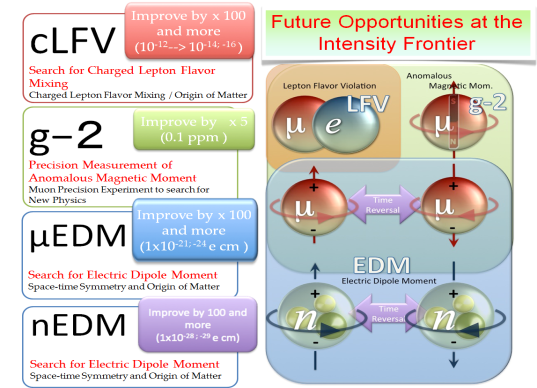 cLFV
Improve by x 100
and more
(10-12--> 10-14; -16 )
Search for Charged Lepton Flavor
Mixing
Charged Lepton Flavor Mixing / Origin of Matter
g-2
Improve by x 5
(0.1 ppm )
Precision Measurement of
Anomalous Magnetic Moment
Muon Precision Experiment to search for
New Physics
μEDM
Improve by x 100
and more
(1x10-21; -24 e cm )
Search for Electric Dipole Moment
Space-time Symmetry and Origin of Matter
nEDM
Improve by 100 and
more
(1x10-28 ; -29 e cm)
Search for Electric Dipole Moment
Space-time Symmetry and Origin of Matter
Future Opportunities at the
Intensity Frontier
Lepton Flavor Violation
LFV
μ e
Anomalous
Magnetic Mom.
g-2
μ
S
N
+
μ
-
Time
Reversal
+
μ
-
EDM
Electric Dipole Moment
+
n
-
Time
Reversal
+
n
-